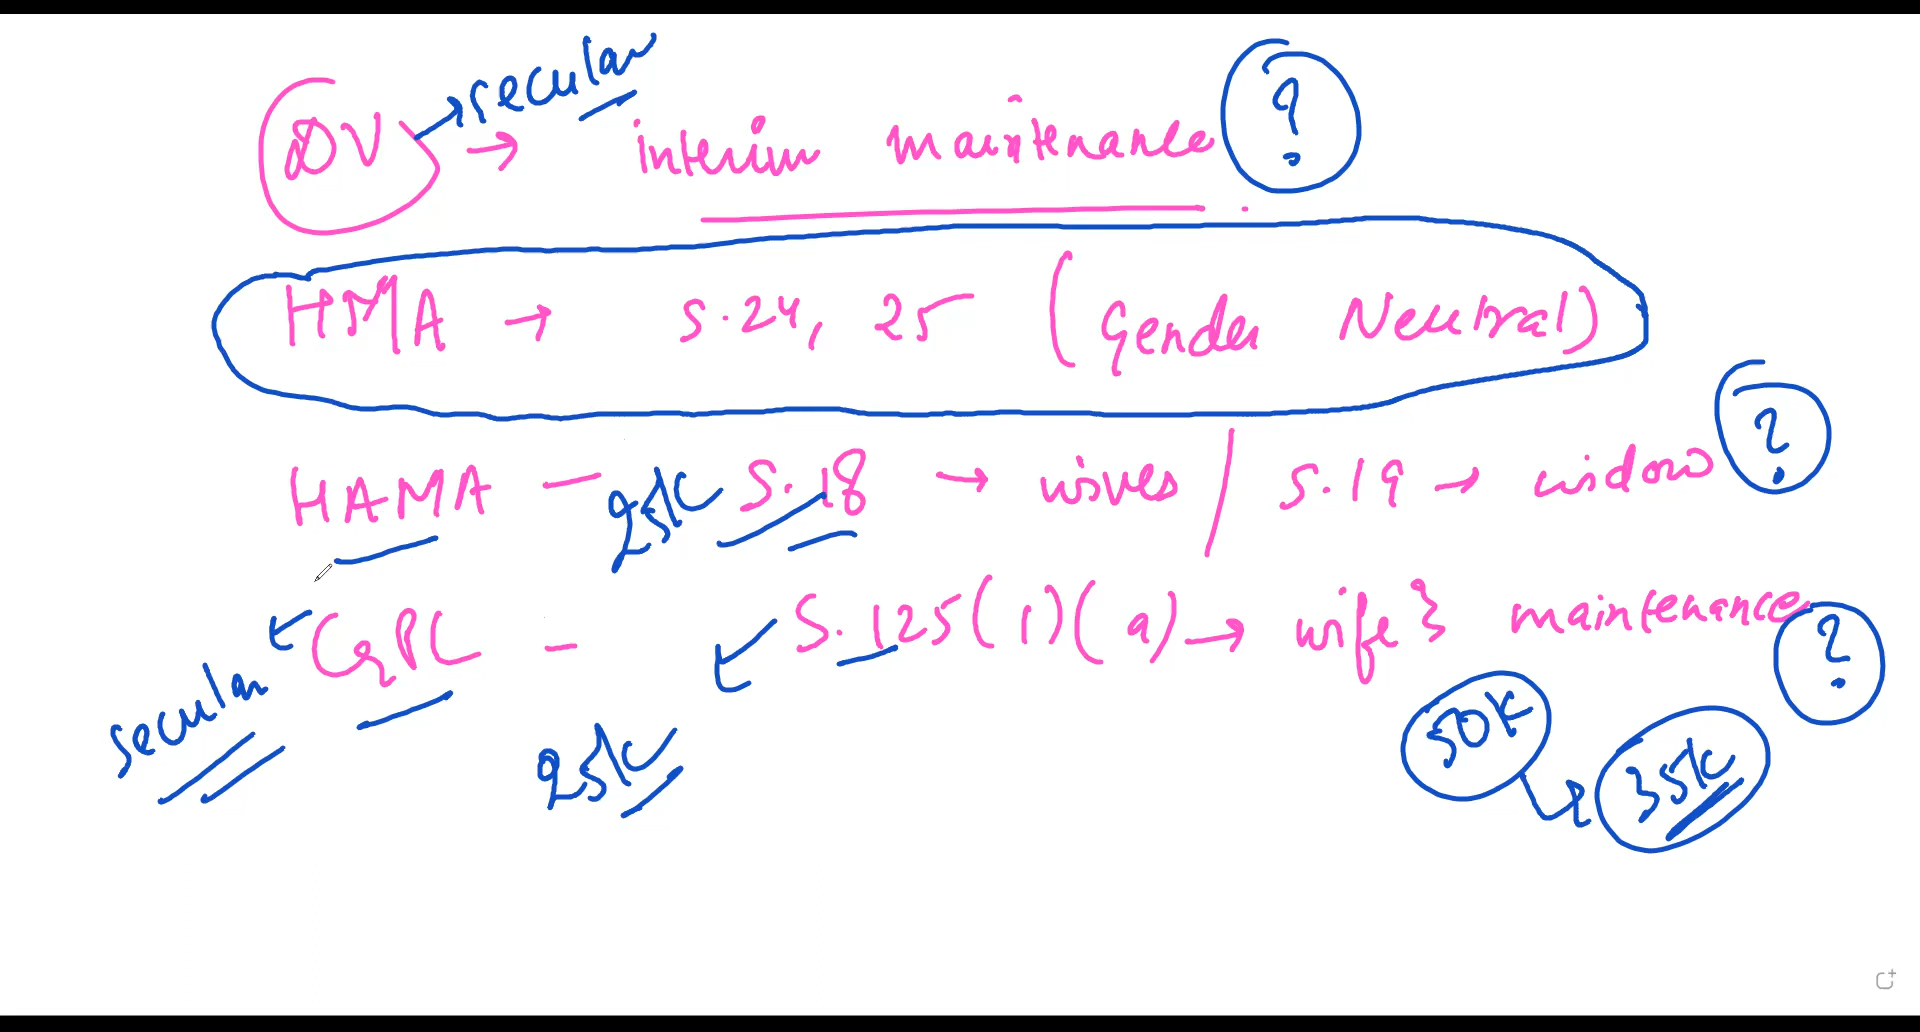 secular
DV → interim maintenance ?
HMA → S.24, 25 (Gender Neutral)
HAMA — 25K S.18 → wives / S.19 → widow ?
CrPC — S.125(1)(a) → wife } maintenance ?
secular
50K
25K
35K